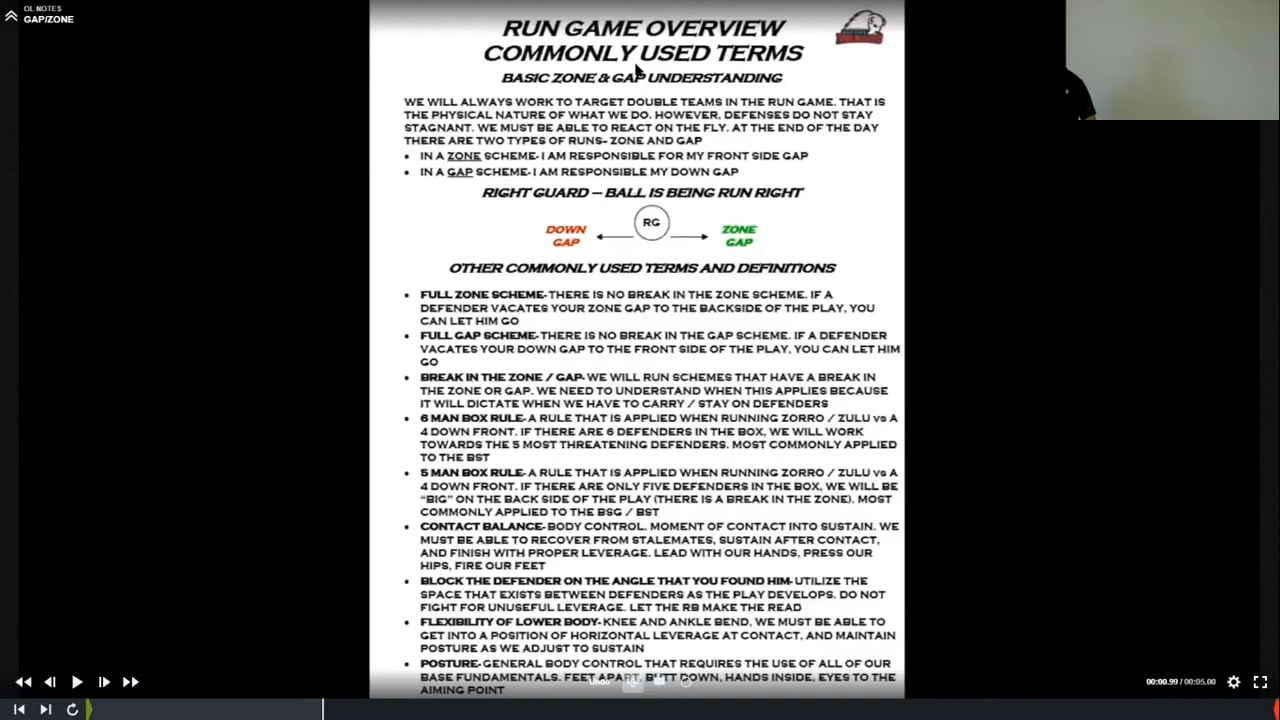 OL NOTES
GAP/ZONE
RUN GAME OVERVIEW
COMMONLY USED TERMS
BASIC ZONE & GAP UNDERSTANDING
WE WILL ALWAYS WORK TO TARGET DOUBLE TEAMS IN THE RUN GAME. THAT IS
THE PHYSICAL NATURE OF WHAT WE DO. HOWEVER, DEFENSES DO NOT STAY
STAGNANT. WE MUST BE ABLE TO REACT ON THE FLY. AT THE END OF THE DAY
THERE ARE TWO TYPES OF RUNS- ZONE AND GAP
• IN A ZONE SCHEME- I AM RESPONSIBLE FOR MY FRONT SIDE GAP
• IN A GAP SCHEME- I AM RESPONSIBLE MY DOWN GAP
RIGHT GUARD – BALL IS BEING RUN RIGHT
DOWN GAP
RG
ZONE GAP
OTHER COMMONLY USED TERMS AND DEFINITIONS
• FULL ZONE SCHEME- THERE IS NO BREAK IN THE ZONE SCHEME. IF A
DEFENDER VACATES YOUR ZONE GAP TO THE BACKSIDE OF THE PLAY, YOU
CAN LET HIM GO
• FULL GAP SCHEME- THERE IS NO BREAK IN THE GAP SCHEME. IF A DEFENDER
VACATES YOUR DOWN GAP TO THE FRONT SIDE OF THE PLAY, YOU CAN LET HIM
GO
• BREAK IN THE ZONE / GAP- WE WILL RUN SCHEMES THAT HAVE A BREAK IN
THE ZONE OR GAP. WE NEED TO UNDERSTAND WHEN THIS APPLIES BECAUSE
IT WILL DICTATE WHEN WE HAVE TO CARRY / STAY ON DEFENDERS
• 6 MAN BOX RULE- A RULE THAT IS APPLIED WHEN RUNNING ZORRO / ZULU vs A
4 DOWN FRONT. IF THERE ARE 6 DEFENDERS IN THE BOX, WE WILL WORK
TOWARDS THE 5 MOST THREATENING DEFENDERS. MOST COMMONLY APPLIED
TO THE BST
• 5 MAN BOX RULE- A RULE THAT IS APPLIED WHEN RUNNING ZORRO / ZULU vs A
4 DOWN FRONT. IF THERE ARE ONLY FIVE DEFENDERS IN THE BOX, WE WILL BE
“BIG” ON THE BACK SIDE OF THE PLAY (THERE IS A BREAK IN THE ZONE). MOST
COMMONLY APPLIED TO THE BSG / BST
• CONTACT BALANCE- BODY CONTROL. MOMENT OF CONTACT INTO SUSTAIN. WE
MUST BE ABLE TO RECOVER FROM STALEMATES, SUSTAIN AFTER CONTACT,
AND FINISH WITH PROPER LEVERAGE. LEAD WITH OUR HANDS, PRESS OUR
HIPS, FIRE OUR FEET
• BLOCK THE DEFENDER ON THE ANGLE THAT YOU FOUND HIM- UTILIZE THE
SPACE THAT EXISTS BETWEEN DEFENDERS AS THE PLAY DEVELOPS. DO NOT
FIGHT FOR UNUSEFUL LEVERAGE. LET THE RB MAKE THE READ
• FLEXIBILITY OF LOWER BODY- KNEE AND ANKLE BEND, WE MUST BE ABLE TO
GET INTO A POSITION OF HORIZONTAL LEVERAGE AT CONTACT, AND MAINTAIN
POSTURE AS WE ADJUST TO SUSTAIN
• POSTURE- GENERAL BODY CONTROL THAT REQUIRES THE USE OF ALL OF OUR
BASE FUNDAMENTALS. FEET APART, BUTT DOWN, HANDS INSIDE, EYES TO THE
AIMING POINT
Undo
00:00.99 / 00:05.00